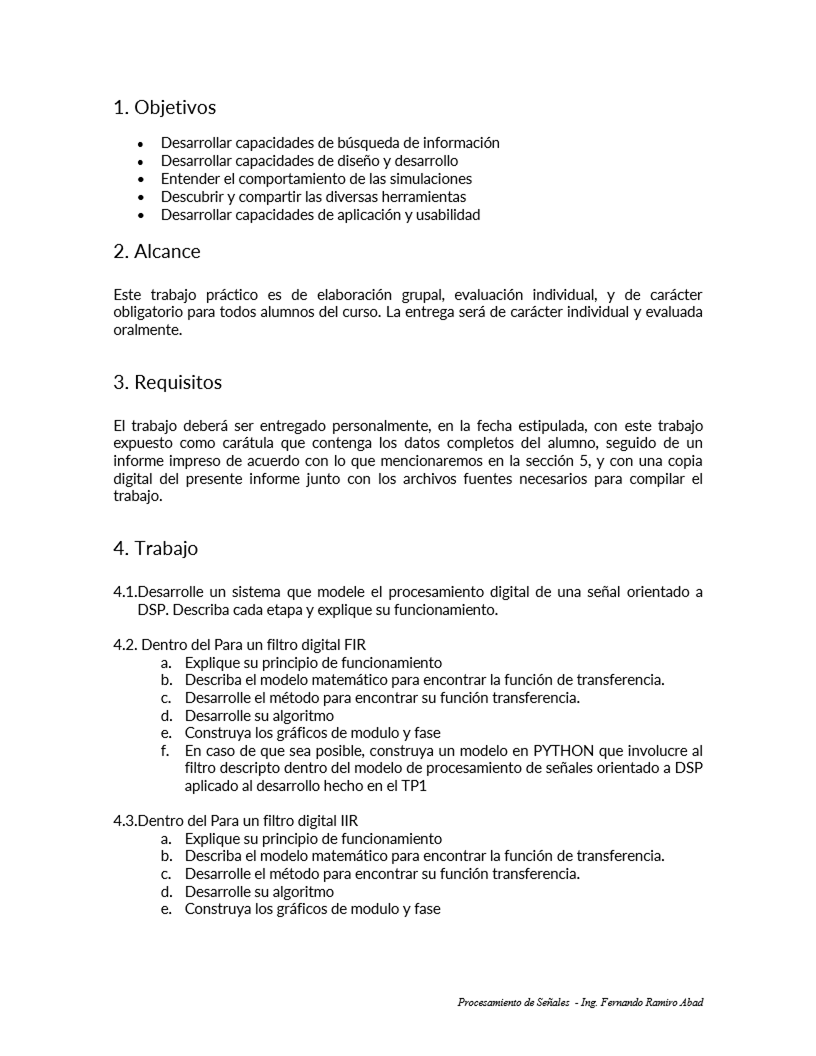 1. Objetivos
• Desarrollar capacidades de búsqueda de información
• Desarrollar capacidades de diseño y desarrollo
• Entender el comportamiento de las simulaciones
• Descubrir y compartir las diversas herramientas
• Desarrollar capacidades de aplicación y usabilidad
2. Alcance
Este trabajo práctico es de elaboración grupal, evaluación individual, y de carácter
obligatorio para todos alumnos del curso. La entrega será de carácter individual y evaluada
oralmente.
3. Requisitos
El trabajo deberá ser entregado personalmente, en la fecha estipulada, con este trabajo
expuesto como carátula que contenga los datos completos del alumno, seguido de un
informe impreso de acuerdo con lo que mencionaremos en la sección 5, y con una copia
digital del presente informe junto con los archivos fuentes necesarios para compilar el
trabajo.
4. Trabajo
4.1.Desarrolle un sistema que modele el procesamiento digital de una señal orientado a
DSP. Describa cada etapa y explique su funcionamiento.
4.2. Dentro del Para un filtro digital FIR
a. Explique su principio de funcionamiento
b. Describa el modelo matemático para encontrar la función de transferencia.
c. Desarrolle el método para encontrar su función transferencia.
d. Desarrolle su algoritmo
e. Construya los gráficos de modulo y fase
f. En caso de que sea posible, construya un modelo en PYTHON que involucre al
filtro descripto dentro del modelo de procesamiento de señales orientado a DSP
aplicado al desarrollo hecho en el TP1
4.3.Dentro del Para un filtro digital IIR
a. Explique su principio de funcionamiento
b. Describa el modelo matemático para encontrar la función de transferencia.
c. Desarrolle el método para encontrar su función transferencia.
d. Desarrolle su algoritmo
e. Construya los gráficos de modulo y fase
Procesamiento de Señales - Ing. Fernando Ramiro Abad